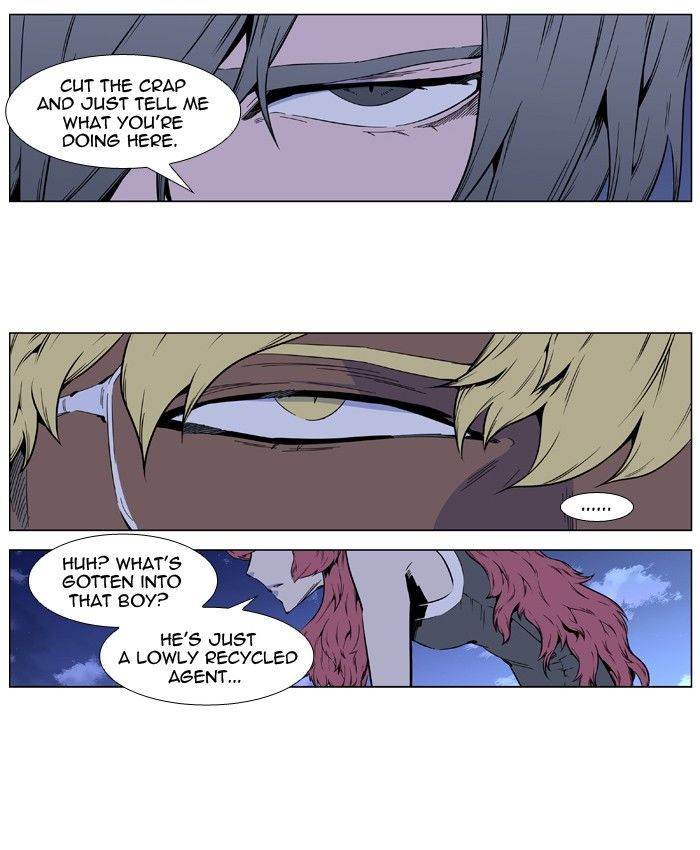 CUT THE CRAP
AND JUST TELL ME
WHAT YOU'RE
DOING HERE.
......
HUH? WHAT'S
GOTTEN INTO
THAT BOY?
HE'S JUST
A LOWLY RECYCLED
AGENT...